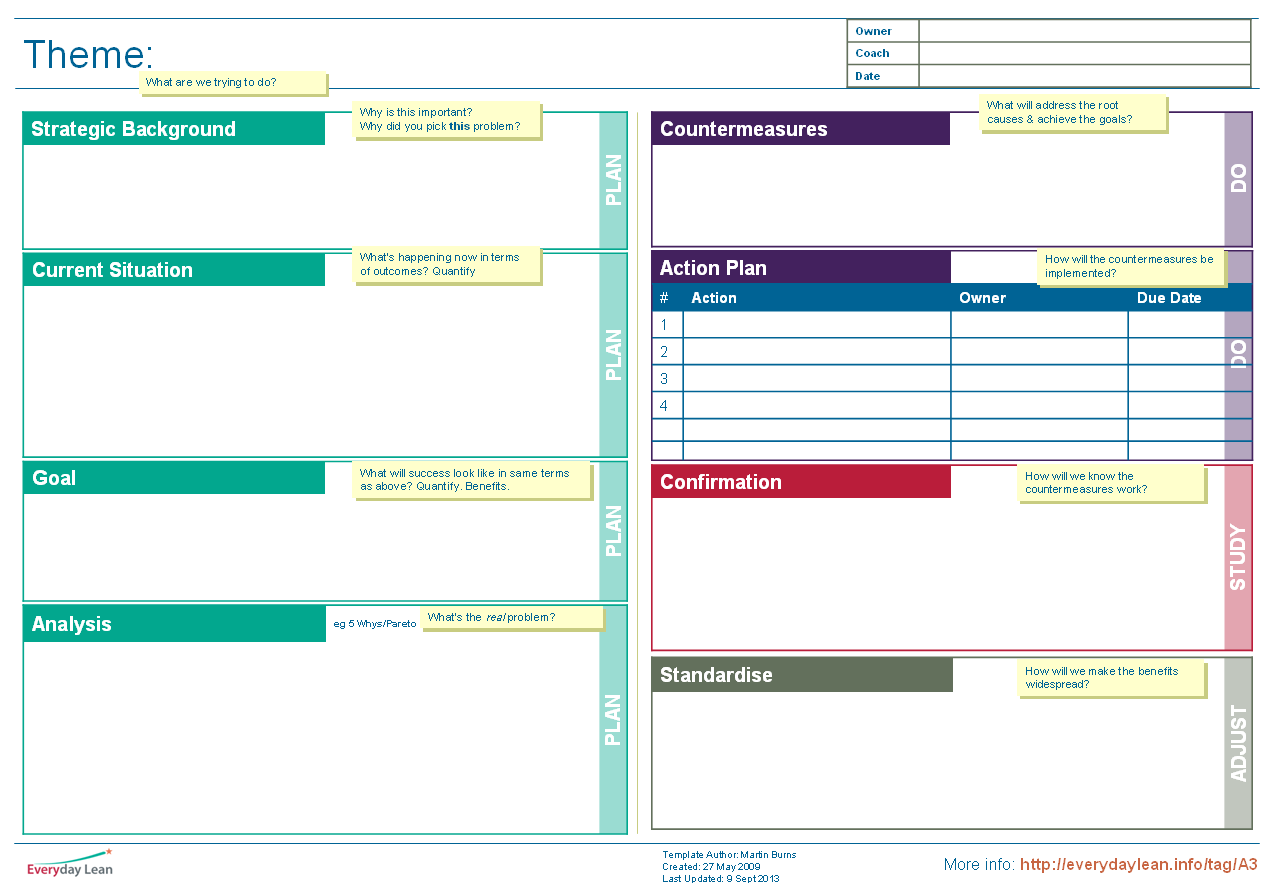 Theme:
What are we trying to do?
Owner
Coach
Date
Strategic Background
Why is this important?
Why did you pick this problem?
PLAN
Current Situation
What's happening now in terms
of outcomes? Quantify
PLAN
Goal
What will success look like in same terms
as above? Quantify. Benefits.
PLAN
Analysis
eg 5 Whys/Pareto
What's the real problem?
PLAN
Countermeasures
What will address the root
causes & achieve the goals?
DO
Action Plan
How will the countermeasures be
implemented?
# Action Owner Due Date
1
2
3
4
DO
Confirmation
How will we know the
countermeasures work?
STUDY
Standardise
How will we make the benefits
widespread?
ADJUST
Everyday Lean
Template Author: Martin Burns
Created: 27 May 2009
Last Updated: 9 Sept 2013
More info: http://everydaylean.info/tag/A3